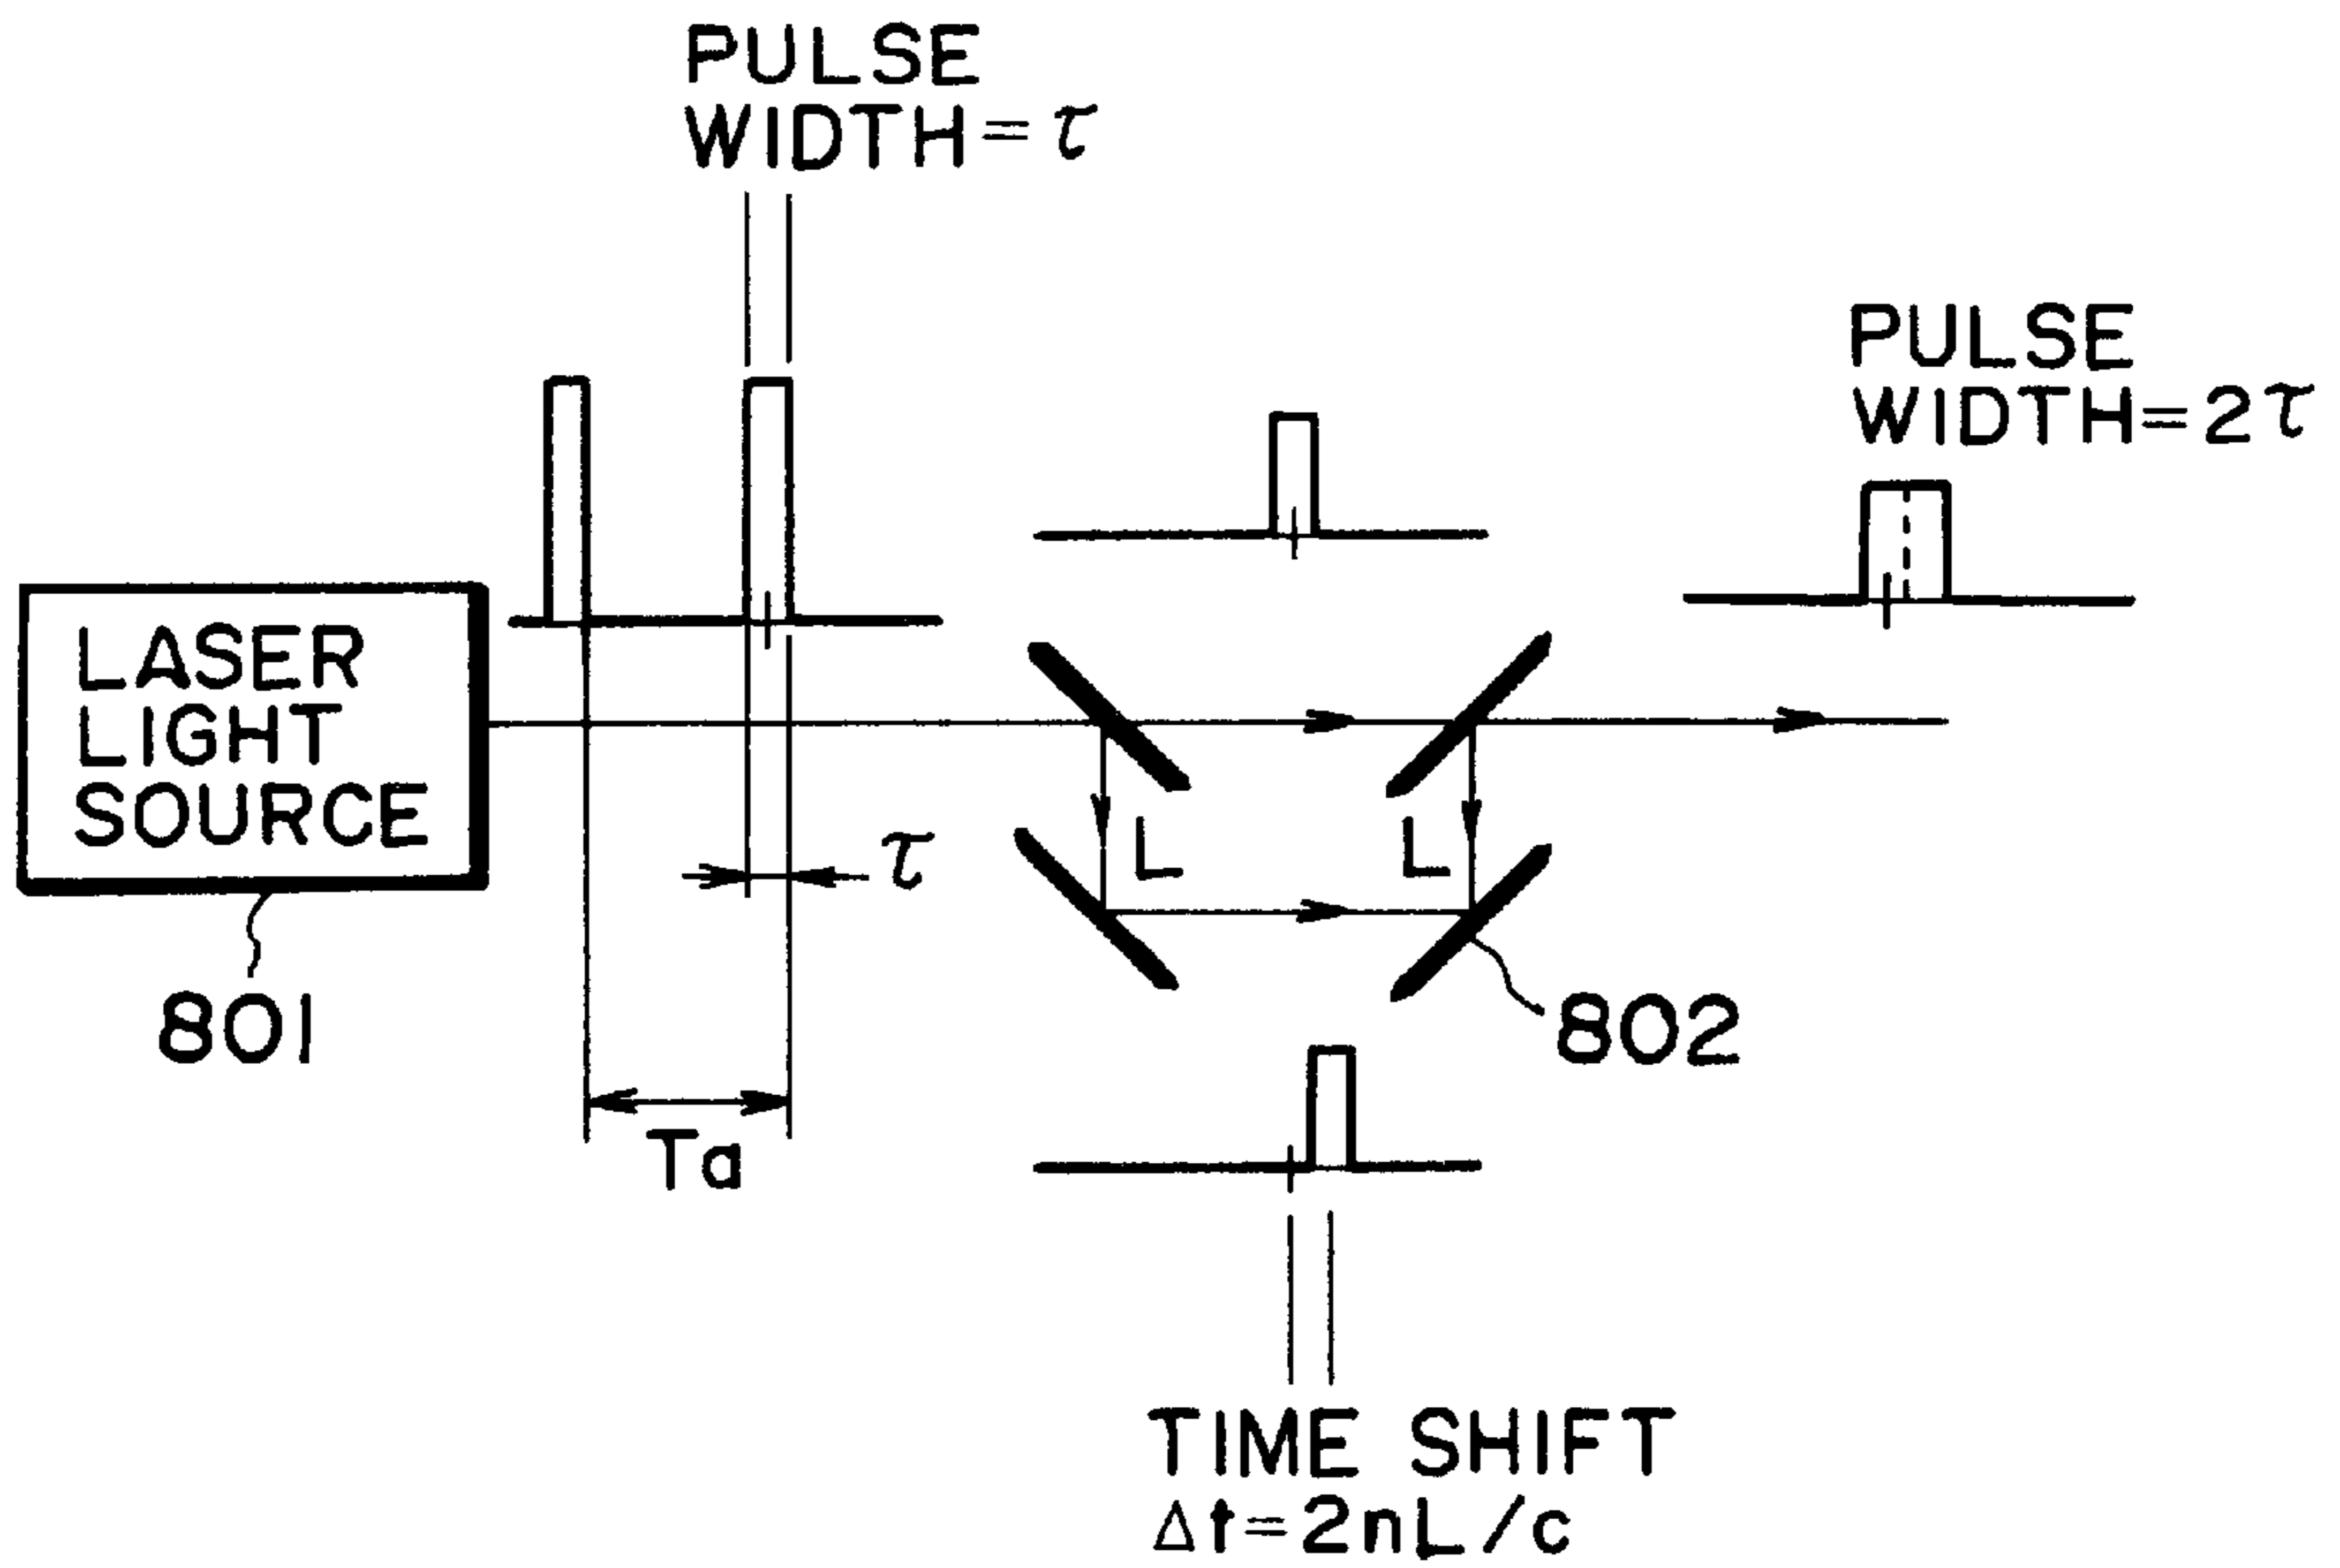 PULSE
WIDTH=τ
PULSE
WIDTH=2τ
LASER
LIGHT
SOURCE
801
τ
Ta
L
L
802
TIME SHIFT
Δt=2nL/c